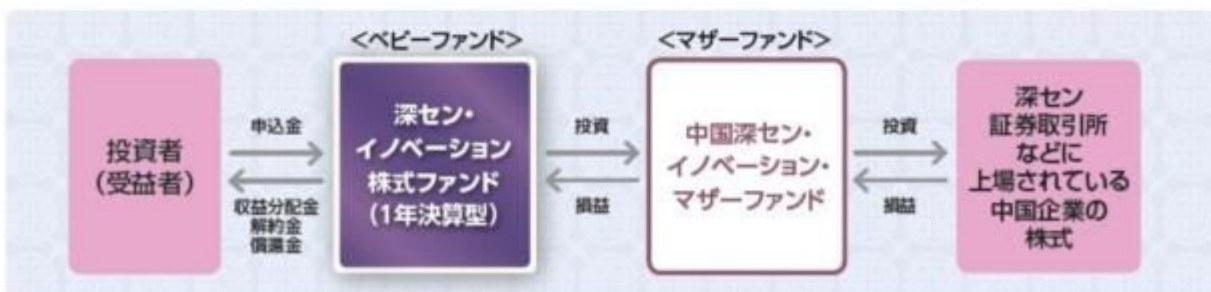 <ベビーファンド>
<マザーファンド>
投資者
(受益者)
申込金
収益分配金
解約金
償還金
深セン・
イノベーション
株式ファンド
(1年決算型)
投資
損益
中国深セン・
イノベーション・
マザーファンド
投資
損益
深セン
証券取引所
などに
上場されている
中国企業の
株式